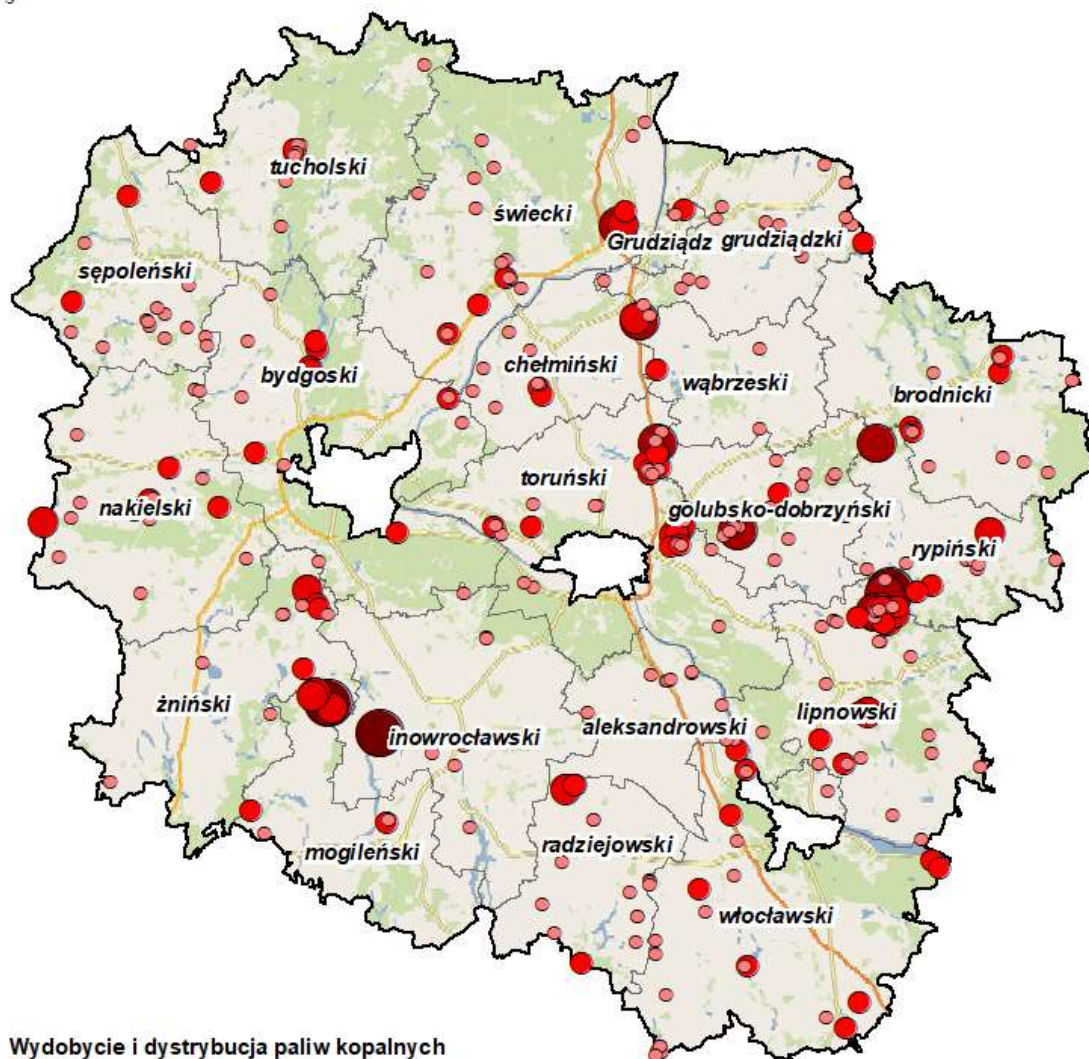 tucholski
świecki
Grudziądz grudziądzki
sępoleński
bydgoski
chełmiński
wąbrzeski
brodnicki
toruński
nakielski
golubsko-dobrzyński
rypiński
żniński
inowrocławski
aleksandrowski
lipnowski
mogileński
radziejowski
włocławski
Wydobycie i dystrybucja paliw kopalnych